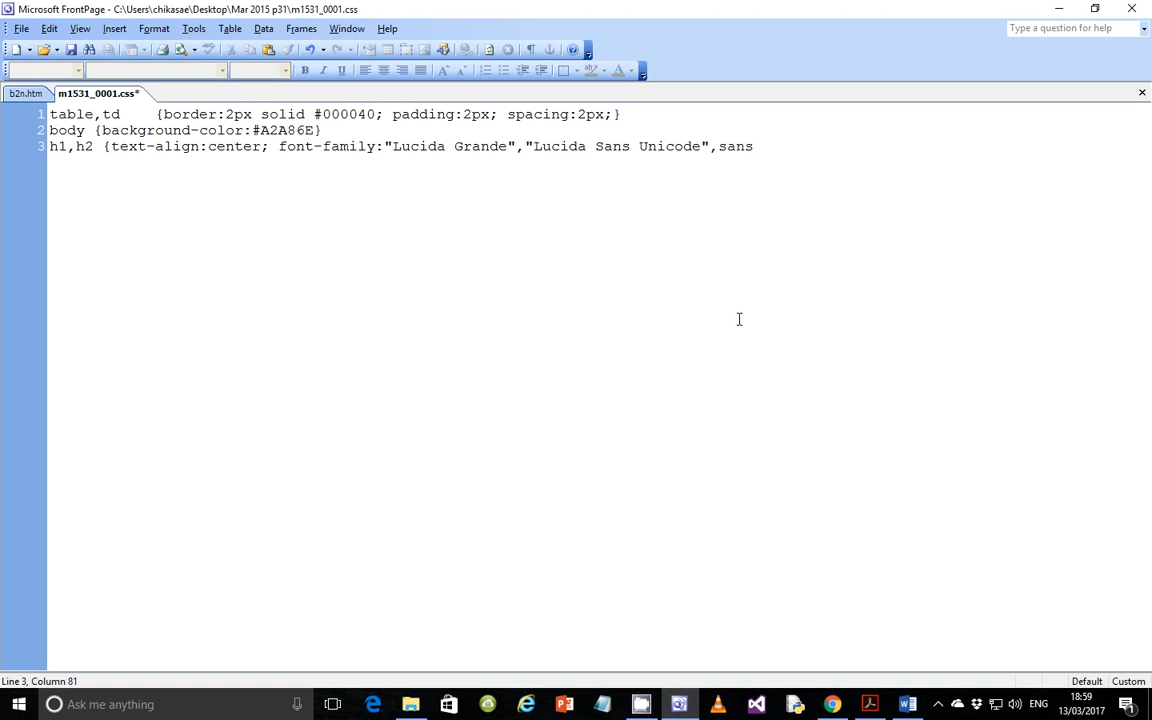 Microsoft FrontPage - C:\Users\chikasae\Desktop\Mar 2015 p31\m1531_0001.css
File Edit View Insert Format Tools Table Data Frames Window Help
Type a question for help
B I U
b2n.htm m1531_0001.css*
1 table,td {border:2px solid #000040; padding:2px; spacing:2px;}
2 body {background-color:#A2A86E}
3 h1,h2 {text-align:center; font-family:"Lucida Grande","Lucida Sans Unicode",sans
Line 3, Column 81
Default Custom
Ask me anything
ENG
18:59
13/03/2017
1